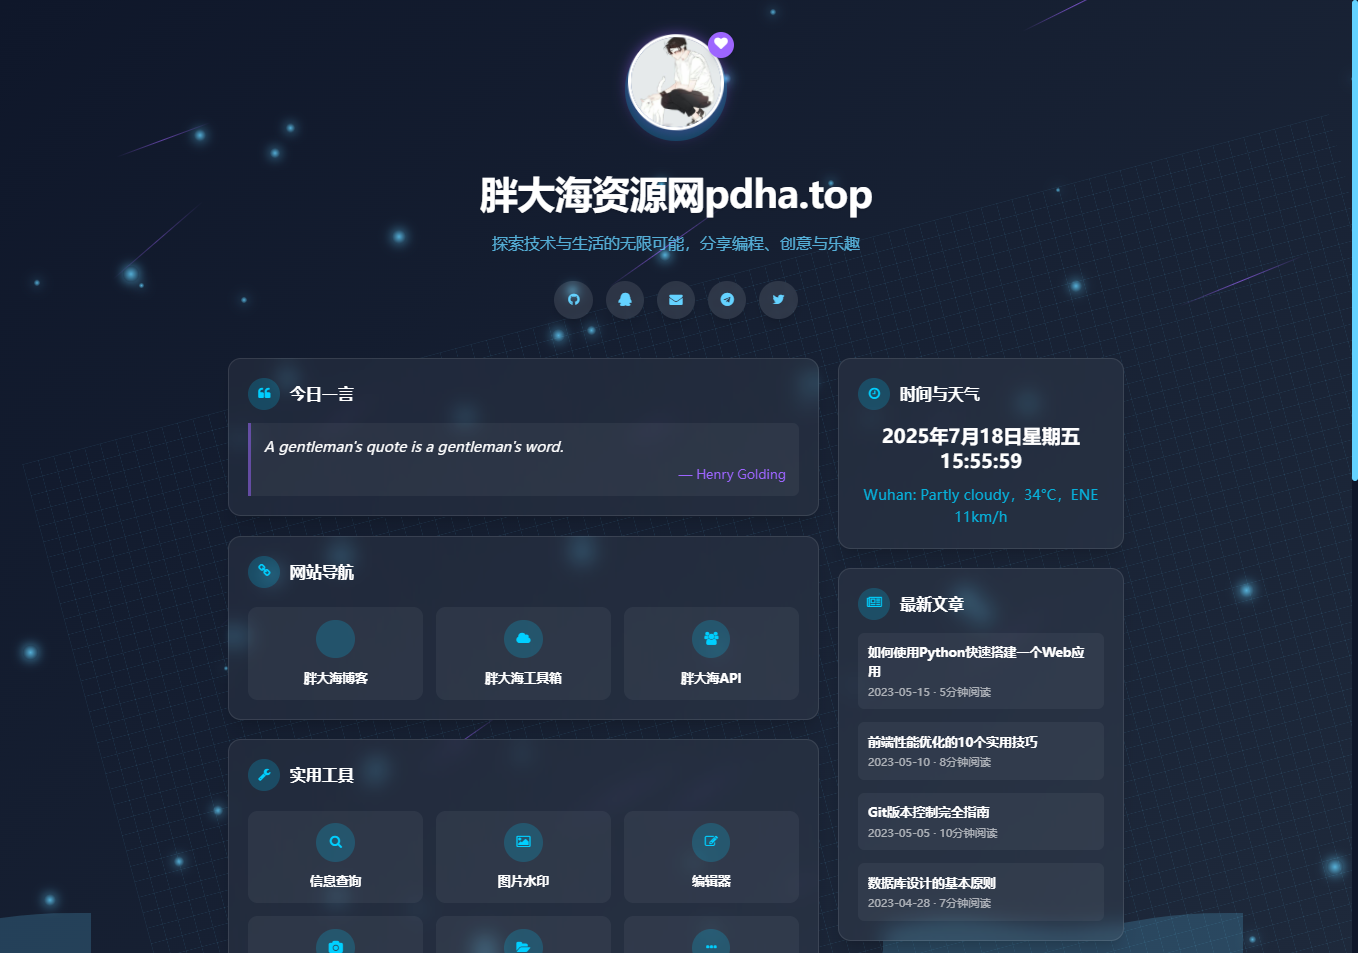 胖大海资源网pdha.top
探索技术与生活的无限可能，分享编程、创意与乐趣
今日一言
A gentleman's quote is a gentleman's word.
— Henry Golding
网站导航
胖大海博客
胖大海工具箱
胖大海API
实用工具
信息查询
图片水印
编辑器
时间与天气
2025年7月18日星期五
15:55:59
Wuhan: Partly cloudy，34°C，ENE
11km/h
最新文章
如何使用Python快速搭建一个Web应
用
2023-05-15 · 5分钟阅读
前端性能优化的10个实用技巧
2023-05-10 · 8分钟阅读
Git版本控制完全指南
2023-05-05 · 10分钟阅读
数据库设计的基本原则
2023-04-28 · 7分钟阅读